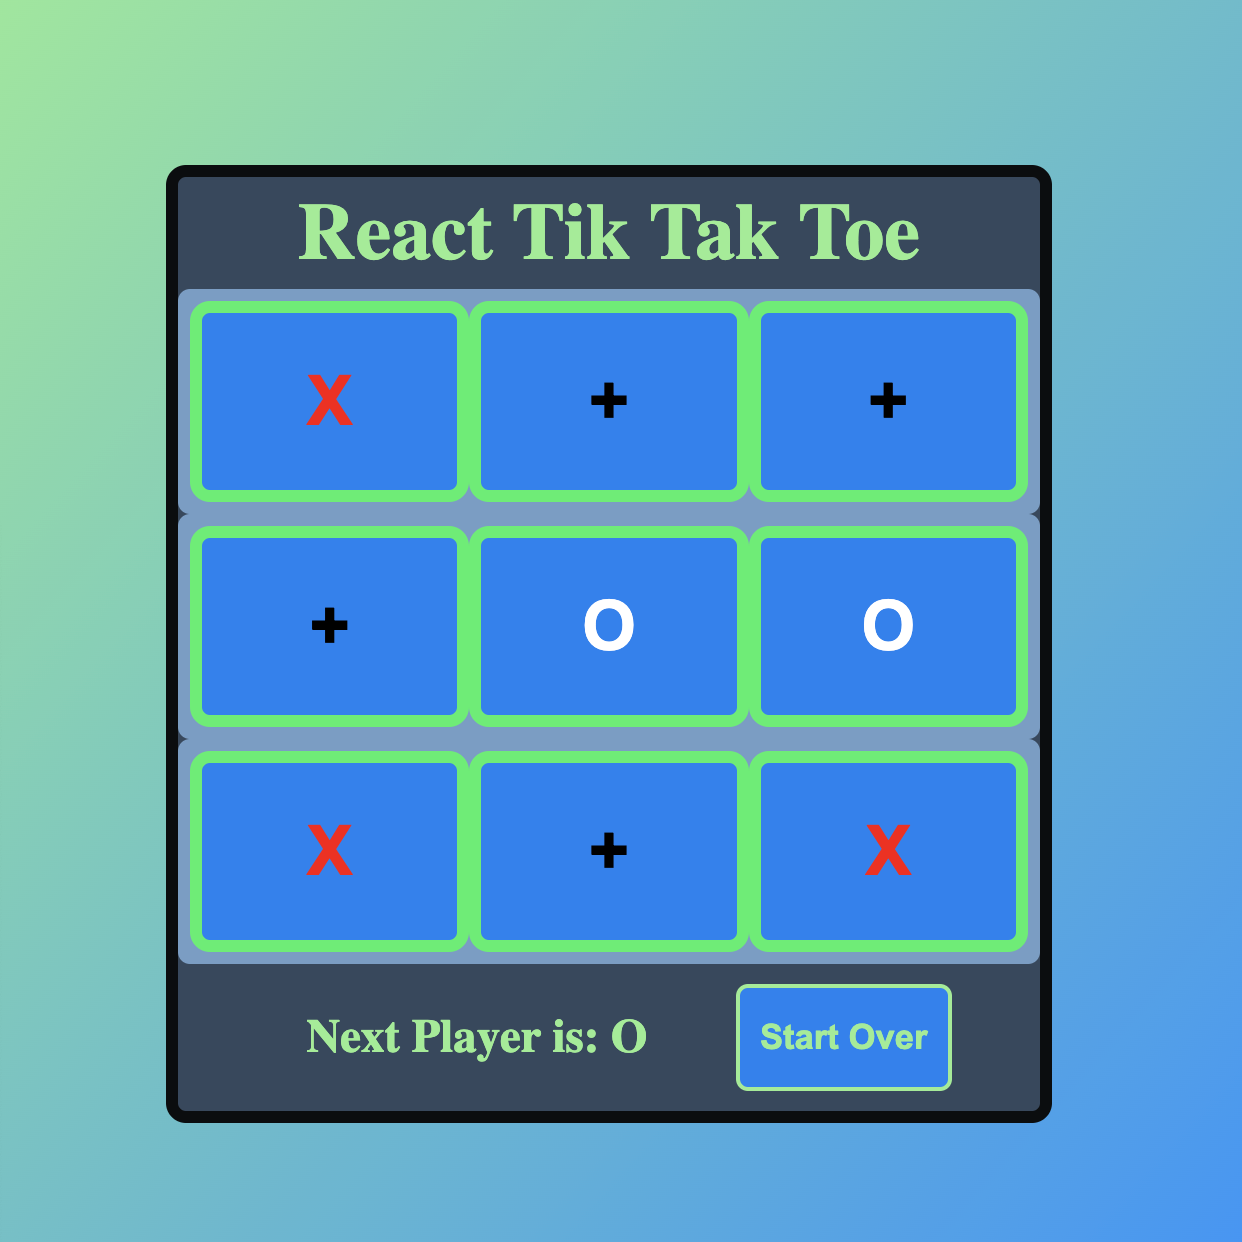 React Tik Tak Toe
X + +
+ O O
X + X
Next Player is: O
Start Over